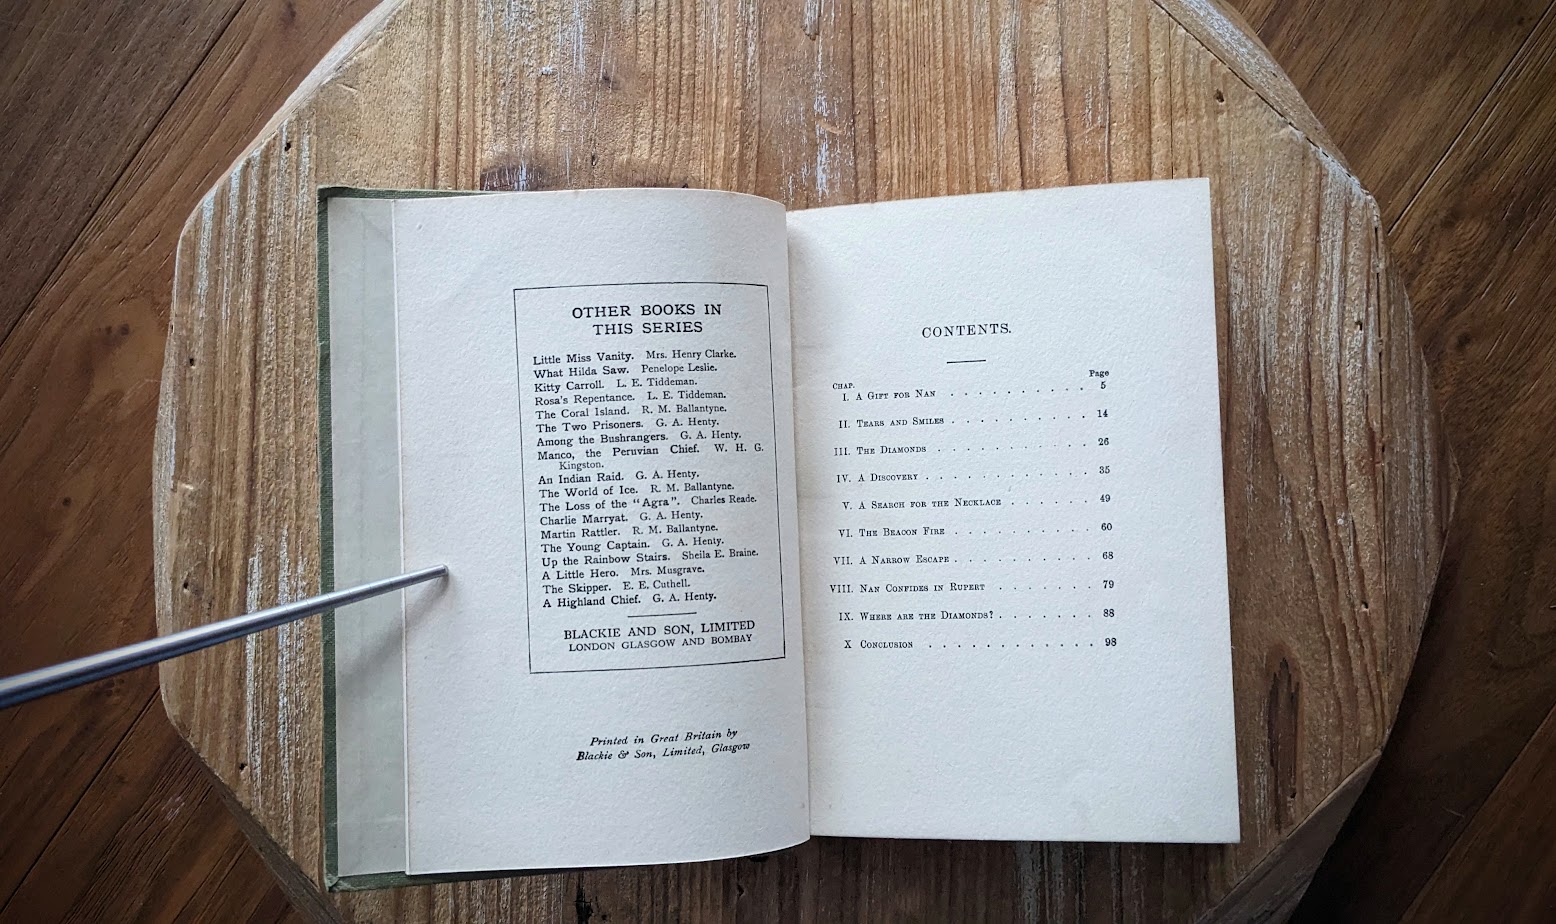 OTHER BOOKS IN
THIS SERIES
Little Miss Vanity. Mrs. Henry Clarke.
What Hilda Saw. Penelope Leslie.
Kitty Carroll. L. E. Tiddeman.
Rosa's Repentance. L. E. Tiddeman.
The Coral Island. R. M. Ballantyne.
The Two Prisoners. G. A. Henty.
Among the Bushrangers. G. A. Henty.
Manco, the Peruvian Chief. W. H. G.
Kingston.
An Indian Raid. G. A. Henty.
The World of Ice. R. M. Ballantyne.
The Loss of the "Agra". Charles Reade.
Charlie Marryat. G. A. Henty.
Martin Rattler. R. M. Ballantyne.
The Young Captain. G. A. Henty.
Up the Rainbow Stairs. Sheila E. Braine.
A Little Hero. Mrs. Musgrave.
The Skipper. E. E. Cuthell.
A Highland Chief. G. A. Henty.
BLACKIE AND SON, LIMITED
LONDON GLASGOW AND BOMBAY
Printed in Great Britain by
Blackie & Son, Limited, Glasgow
CONTENTS.
CHAP. Page
I. A GIFT FOR NAN . . . . . . . . . . 5
II. TEARS AND SMILES . . . . . . . . . . 14
III. THE DIAMONDS . . . . . . . . . . . 26
IV. A DISCOVERY . . . . . . . . . . . . 35
V. A SEARCH FOR THE NECKLACE . . . . . . 49
VI. THE BEACON FIRE . . . . . . . . . . 60
VII. A NARROW ESCAPE . . . . . . . . . . 68
VIII. NAN CONFIDES IN RUPERT . . . . . . . 79
IX. WHERE ARE THE DIAMONDS? . . . . . . . 88
X CONCLUSION . . . . . . . . . . . . 98